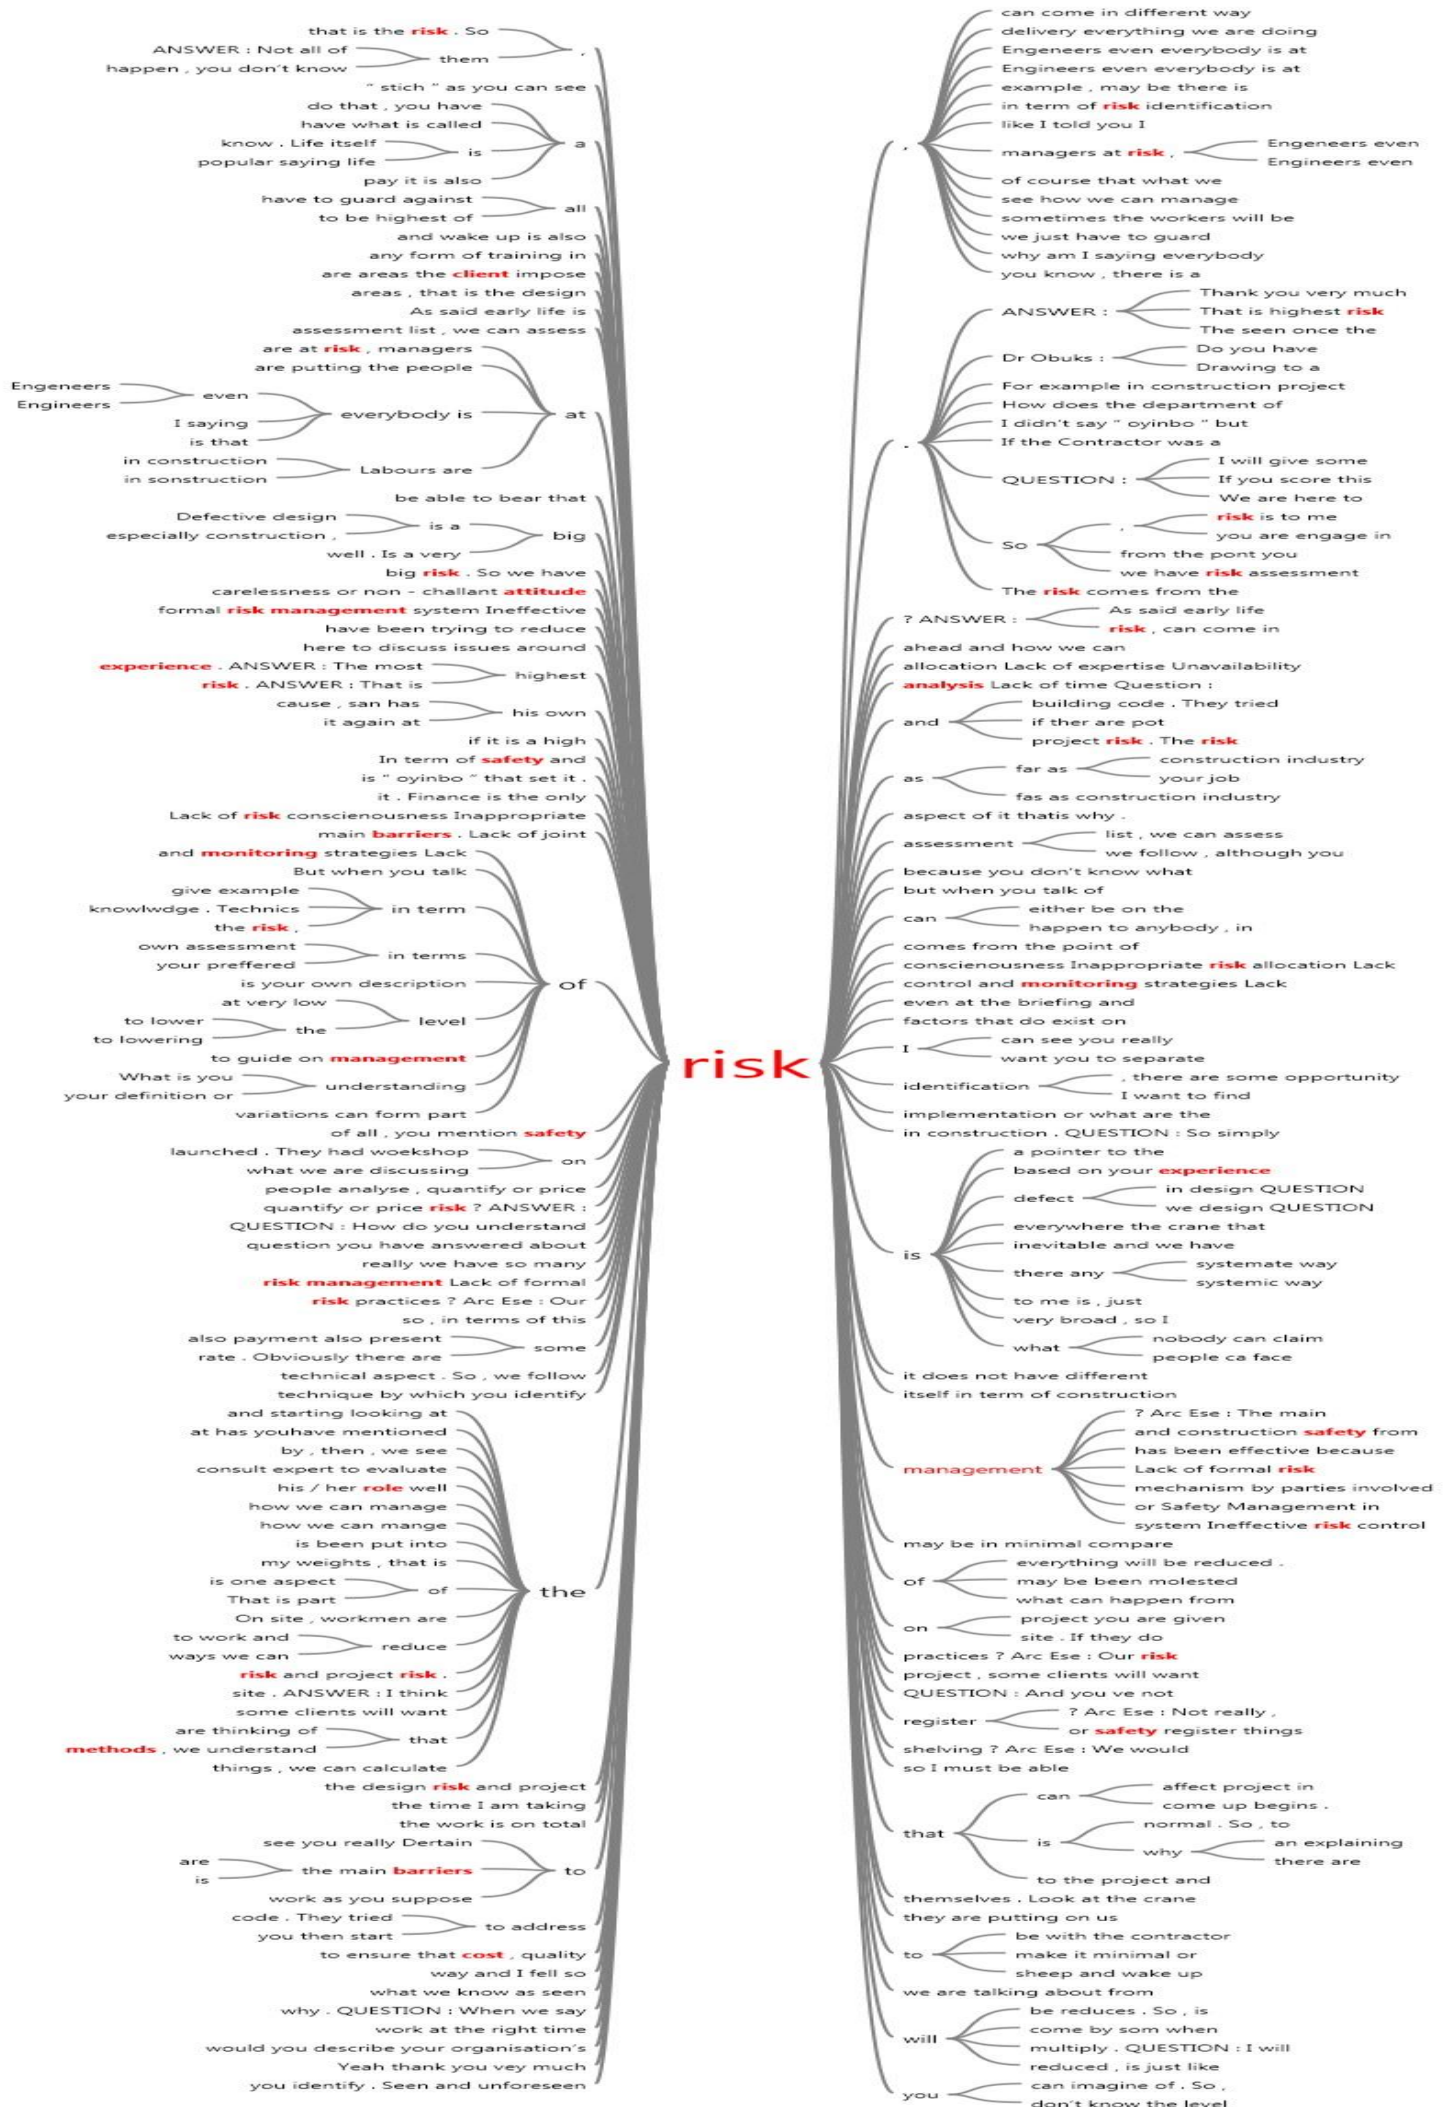 that is the risk . So
ANSWER : Not all of
them
happen , you don't know
,
" stich " as you can see
do that , you have
have what is called
know . Life itself
is
a
popular saying life
pay it is also
have to guard against
all
to be highest of
and wake up is also
any form of training in
are areas the client impose
areas , that is the design
As said early life is
assessment list , we can assess
are at risk , managers
are putting the people
Engeneers
even
Engineers
everybody is
at
I saying
is that
in construction
Labours are
in sonstruction
be able to bear that
Defective design
is a
especially construction ,
big
well . Is a very
big risk . So we have
carelessness or non - challant attitude
formal risk management system Ineffective
have been trying to reduce
here to discuss issues around
experience . ANSWER : The most
highest
risk . ANSWER : That is
cause , san has
his own
it again at
if it is a high
In term of safety and
is " oyinbo " that set it .
it . Finance is the only
Lack of risk conscienousness Inappropriate
main barriers . Lack of joint
and monitoring strategies Lack
But when you talk
give example
knowlwdge . Technics
in term
the risk ,
own assessment
in terms
your preffered
is your own description
of
at very low
level
to lower
the
to lowering
to guide on management
What is you
understanding
your definition or
variations can form part
of all , you mention safety
launched . They had woekshop
on
what we are discussing
people analyse , quantify or price
quantify or price risk ? ANSWER :
QUESTION : How do you understand
question you have answered about
really we have so many
risk management Lack of formal
risk practices ? Arc Ese : Our
so , in terms of this
also payment also present
some
rate . Obviously there are
technical aspect . So , we follow
technique by which you identify
and starting looking at
at has youhave mentioned
by , then , we see
consult expert to evaluate
his / her role well
how we can manage
how we can mange
is been put into
my weights , that is
is one aspect
of
the
That is part
On site , workmen are
to work and
reduce
ways we can
risk and project risk .
site . ANSWER : I think
some clients will want
are thinking of
that
methods , we understand
things , we can calculate
the design risk and project
the time I am taking
the work is on total
see you really Dertain
are
the main barriers
to
is
work as you suppose
code . They tried
to address
you then start
to ensure that cost , quality
way and I fell so
what we know as seen
why . QUESTION : When we say
work at the right time
would you describe your organisation's
Yeah thank you vey much
you identify . Seen and unforeseen
risk
,
can come in different way
delivery everything we are doing
Engeneers even everybody is at
Engineers even everybody is at
example , may be there is
in term of risk identification
like I told you I
managers at risk ,
Engeneers even
Engineers even
of course that what we
see how we can manage
sometimes the workers will be
we just have to guard
why am I saying everybody
you know , there is a
.
ANSWER :
Thank you very much
That is highest risk
The seen once the
Dr Obuks :
Do you have
Drawing to a
For example in construction project
How does the department of
I didn't say " oyinbo " but
If the Contractor was a
QUESTION :
I will give some
If you score this
We are here to
So
,
risk is to me
you are engage in
from the pont you
we have risk assessment
The risk comes from the
? ANSWER :
As said early life
risk , can come in
ahead and how we can
allocation Lack of expertise Unavailability
analysis Lack of time Question :
and
building code . They tried
if ther are pot
project risk . The risk
as
far as
construction industry
your job
fas as construction industry
aspect of it thatis why .
assessment
list , we can assess
we follow , although you
because you don't know what
but when you talk of
can
either be on the
happen to anybody , in
comes from the point of
conscienousness Inappropriate risk allocation Lack
control and monitoring strategies Lack
even at the briefing and
factors that do exist on
I
can see you really
want you to separate
identification
, there are some opportunity
I want to find
implementation or what are the
in construction . QUESTION : So simply
is
a pointer to the
based on your experience
defect
in design QUESTION
we design QUESTION
everywhere the crane that
inevitable and we have
there any
systemate way
systemic way
to me is , just
very broad , so I
what
nobody can claim
people ca face
it does not have different
itself in term of construction
management
? Arc Ese : The main
and construction safety from
has been effective because
Lack of formal risk
mechanism by parties involved
or Safety Management in
system Ineffective risk control
may be in minimal compare
of
everything will be reduced .
may be been molested
what can happen from
on
project you are given
site . If they do
practices ? Arc Ese : Our risk
project , some clients will want
QUESTION : And you ve not
register
? Arc Ese : Not really ,
or safety register things
shelving ? Arc Ese : We would
so I must be able
that
can
affect project in
come up begins .
is
normal . So , to
why
an explaining
there are
to the project and
themselves . Look at the crane
they are putting on us
to
be with the contractor
make it minimal or
sheep and wake up
we are talking about from
will
be reduces . So , is
come by som when
multiply . QUESTION : I will
reduced , is just like
you
can imagine of . So ,
don't know the level